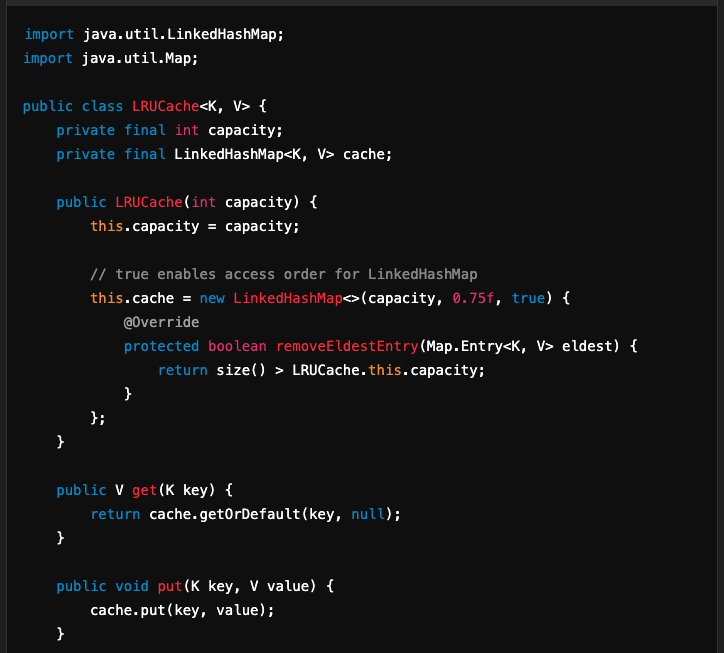 import java.util.LinkedHashMap;
import java.util.Map;

public class LRUCache<K, V> {
    private final int capacity;
    private final LinkedHashMap<K, V> cache;

    public LRUCache(int capacity) {
        this.capacity = capacity;

        // true enables access order for LinkedHashMap
        this.cache = new LinkedHashMap<>(capacity, 0.75f, true) {
            @Override
            protected boolean removeEldestEntry(Map.Entry<K, V> eldest) {
                return size() > LRUCache.this.capacity;
            }
        };
    }

    public V get(K key) {
        return cache.getOrDefault(key, null);
    }

    public void put(K key, V value) {
        cache.put(key, value);
    }